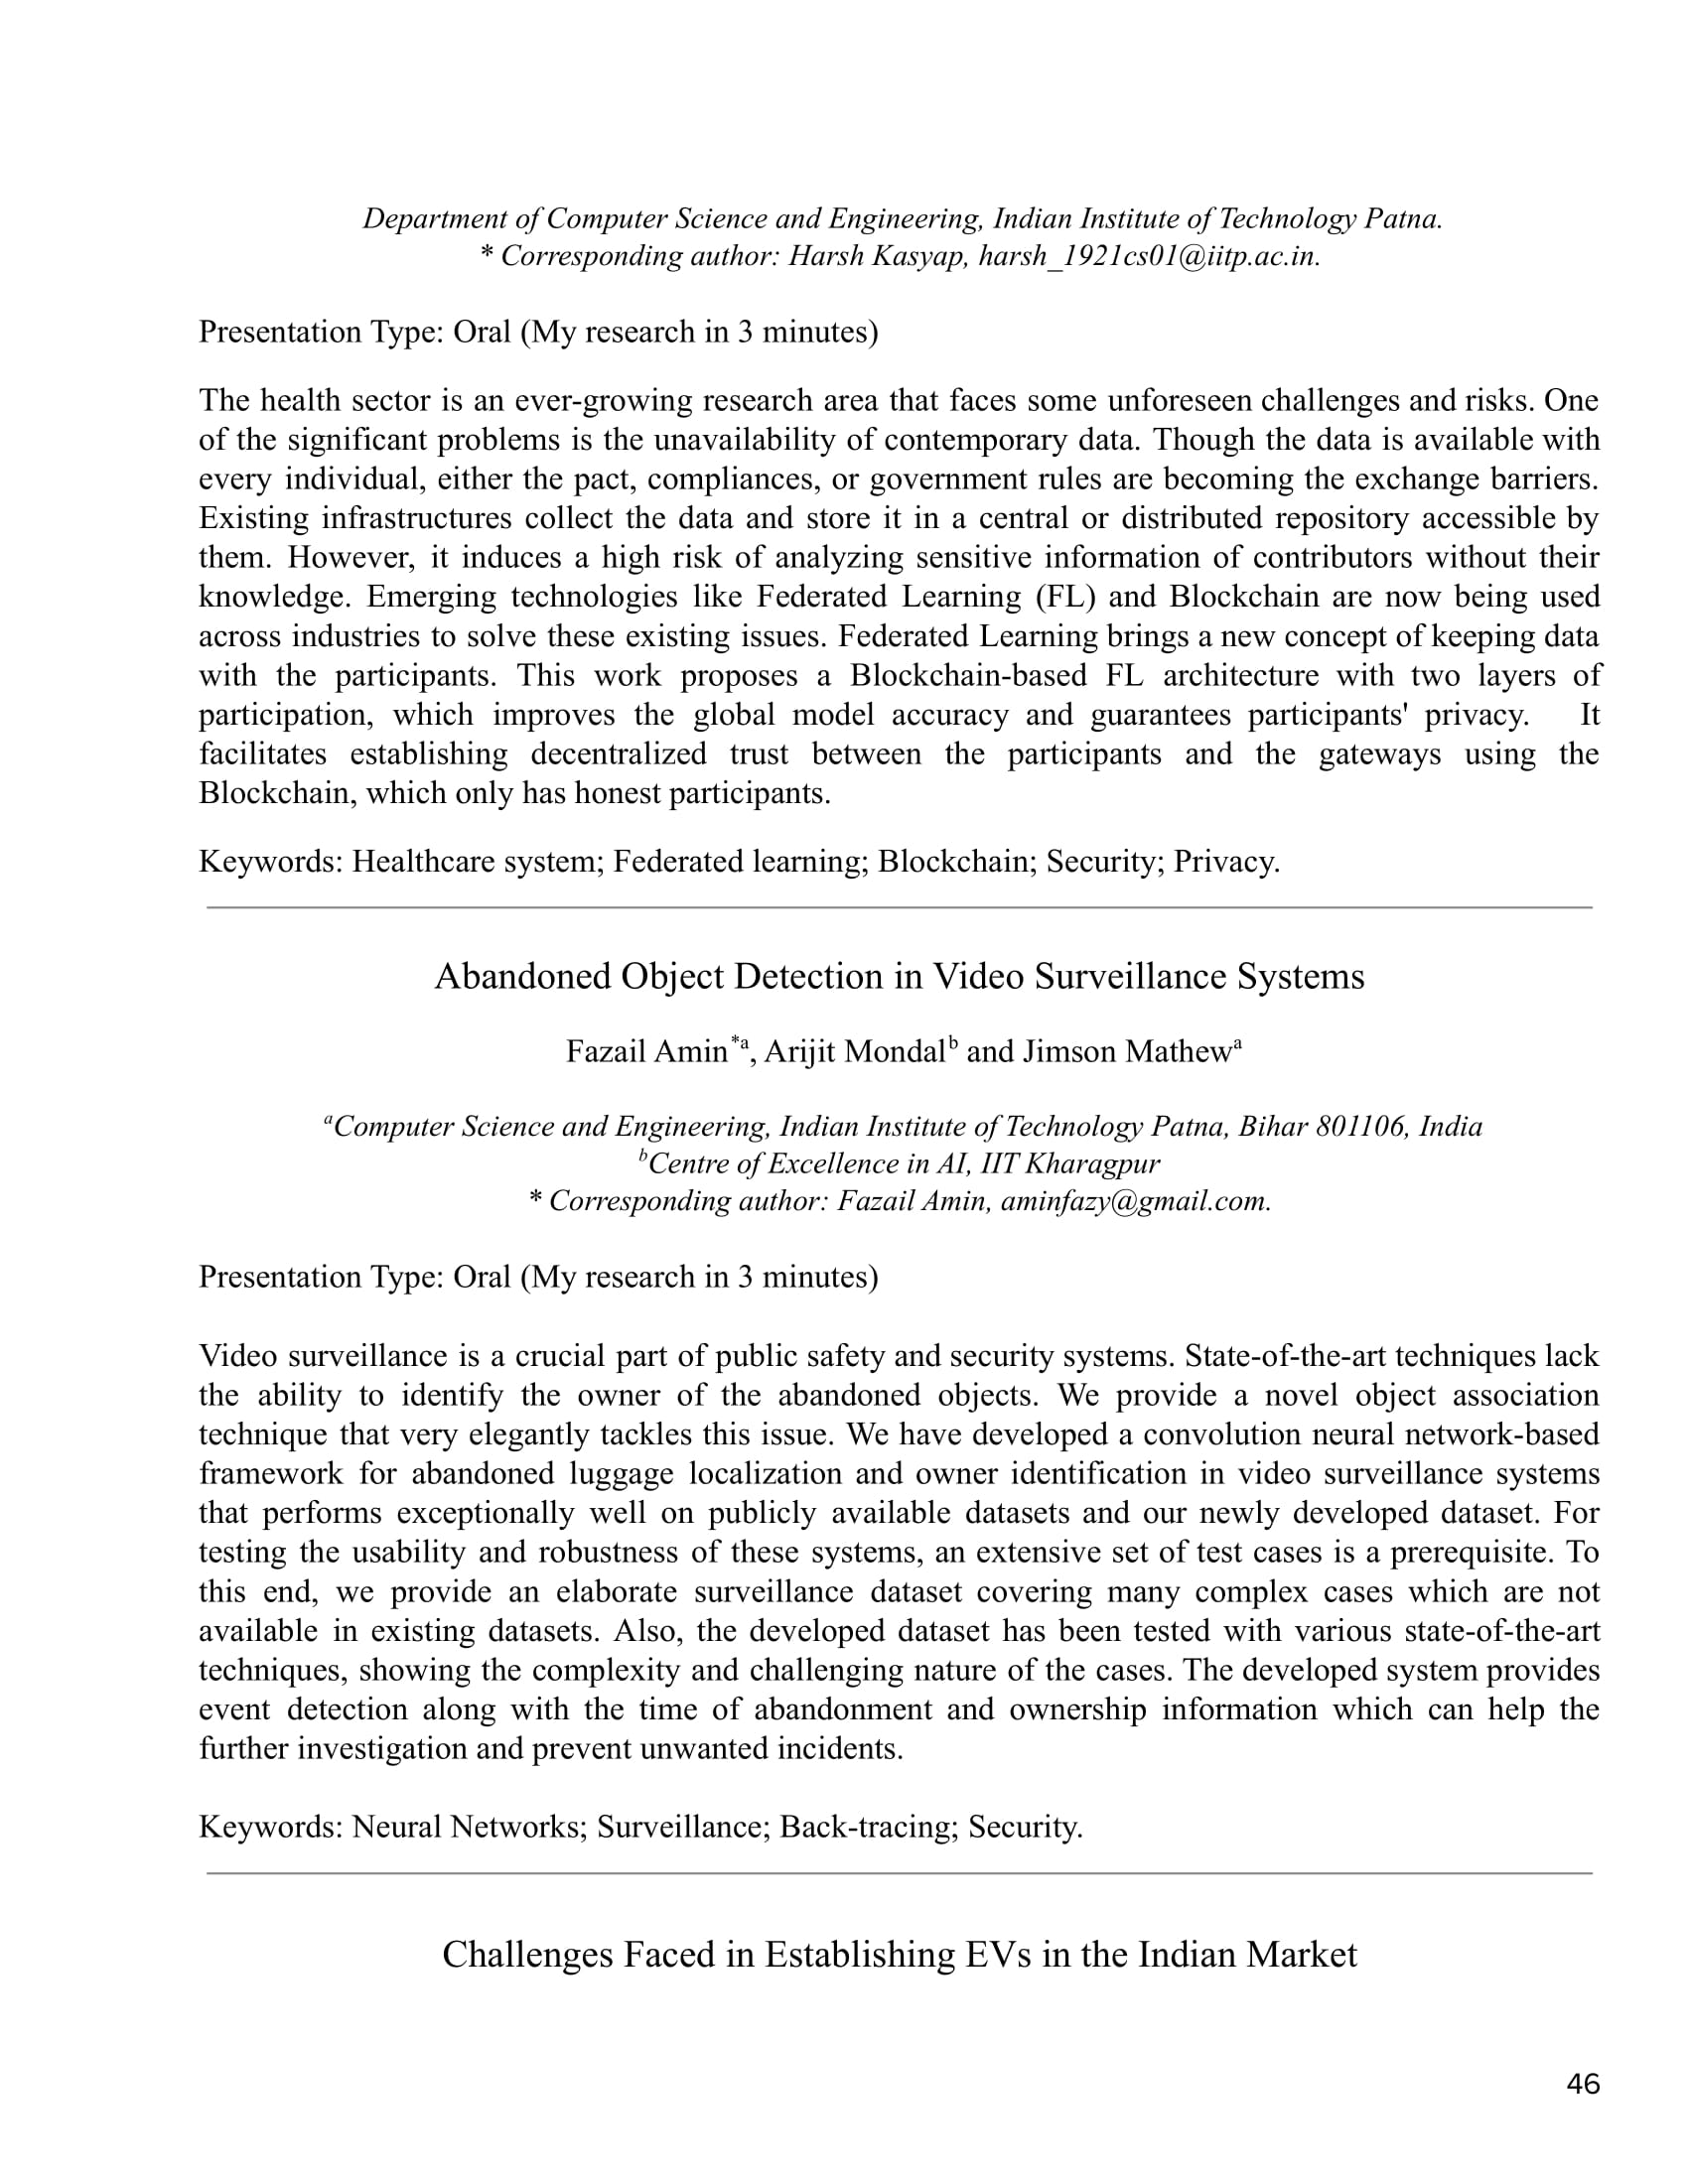 Department of Computer Science and Engineering, Indian Institute of Technology Patna.
* Corresponding author: Harsh Kasyap, harsh_1921cs01@iitp.ac.in.
Presentation Type: Oral (My research in 3 minutes)
The health sector is an ever-growing research area that faces some unforeseen challenges and risks. One
of the significant problems is the unavailability of contemporary data. Though the data is available with
every individual, either the pact, compliances, or government rules are becoming the exchange barriers.
Existing infrastructures collect the data and store it in a central or distributed repository accessible by
them. However, it induces a high risk of analyzing sensitive information of contributors without their
knowledge. Emerging technologies like Federated Learning (FL) and Blockchain are now being used
across industries to solve these existing issues. Federated Learning brings a new concept of keeping data
with the participants. This work proposes a Blockchain-based FL architecture with two layers of
participation, which improves the global model accuracy and guarantees participants' privacy. It
facilitates establishing decentralized trust between the participants and the gateways using the
Blockchain, which only has honest participants.
Keywords: Healthcare system; Federated learning; Blockchain; Security; Privacy.
Abandoned Object Detection in Video Surveillance Systems
Fazail Amin*a, Arijit Mondalb and Jimson Mathewa
aComputer Science and Engineering, Indian Institute of Technology Patna, Bihar 801106, India
bCentre of Excellence in AI, IIT Kharagpur
* Corresponding author: Fazail Amin, aminfazy@gmail.com.
Presentation Type: Oral (My research in 3 minutes)
Video surveillance is a crucial part of public safety and security systems. State-of-the-art techniques lack
the ability to identify the owner of the abandoned objects. We provide a novel object association
technique that very elegantly tackles this issue. We have developed a convolution neural network-based
framework for abandoned luggage localization and owner identification in video surveillance systems
that performs exceptionally well on publicly available datasets and our newly developed dataset. For
testing the usability and robustness of these systems, an extensive set of test cases is a prerequisite. To
this end, we provide an elaborate surveillance dataset covering many complex cases which are not
available in existing datasets. Also, the developed dataset has been tested with various state-of-the-art
techniques, showing the complexity and challenging nature of the cases. The developed system provides
event detection along with the time of abandonment and ownership information which can help the
further investigation and prevent unwanted incidents.
Keywords: Neural Networks; Surveillance; Back-tracing; Security.
Challenges Faced in Establishing EVs in the Indian Market
46